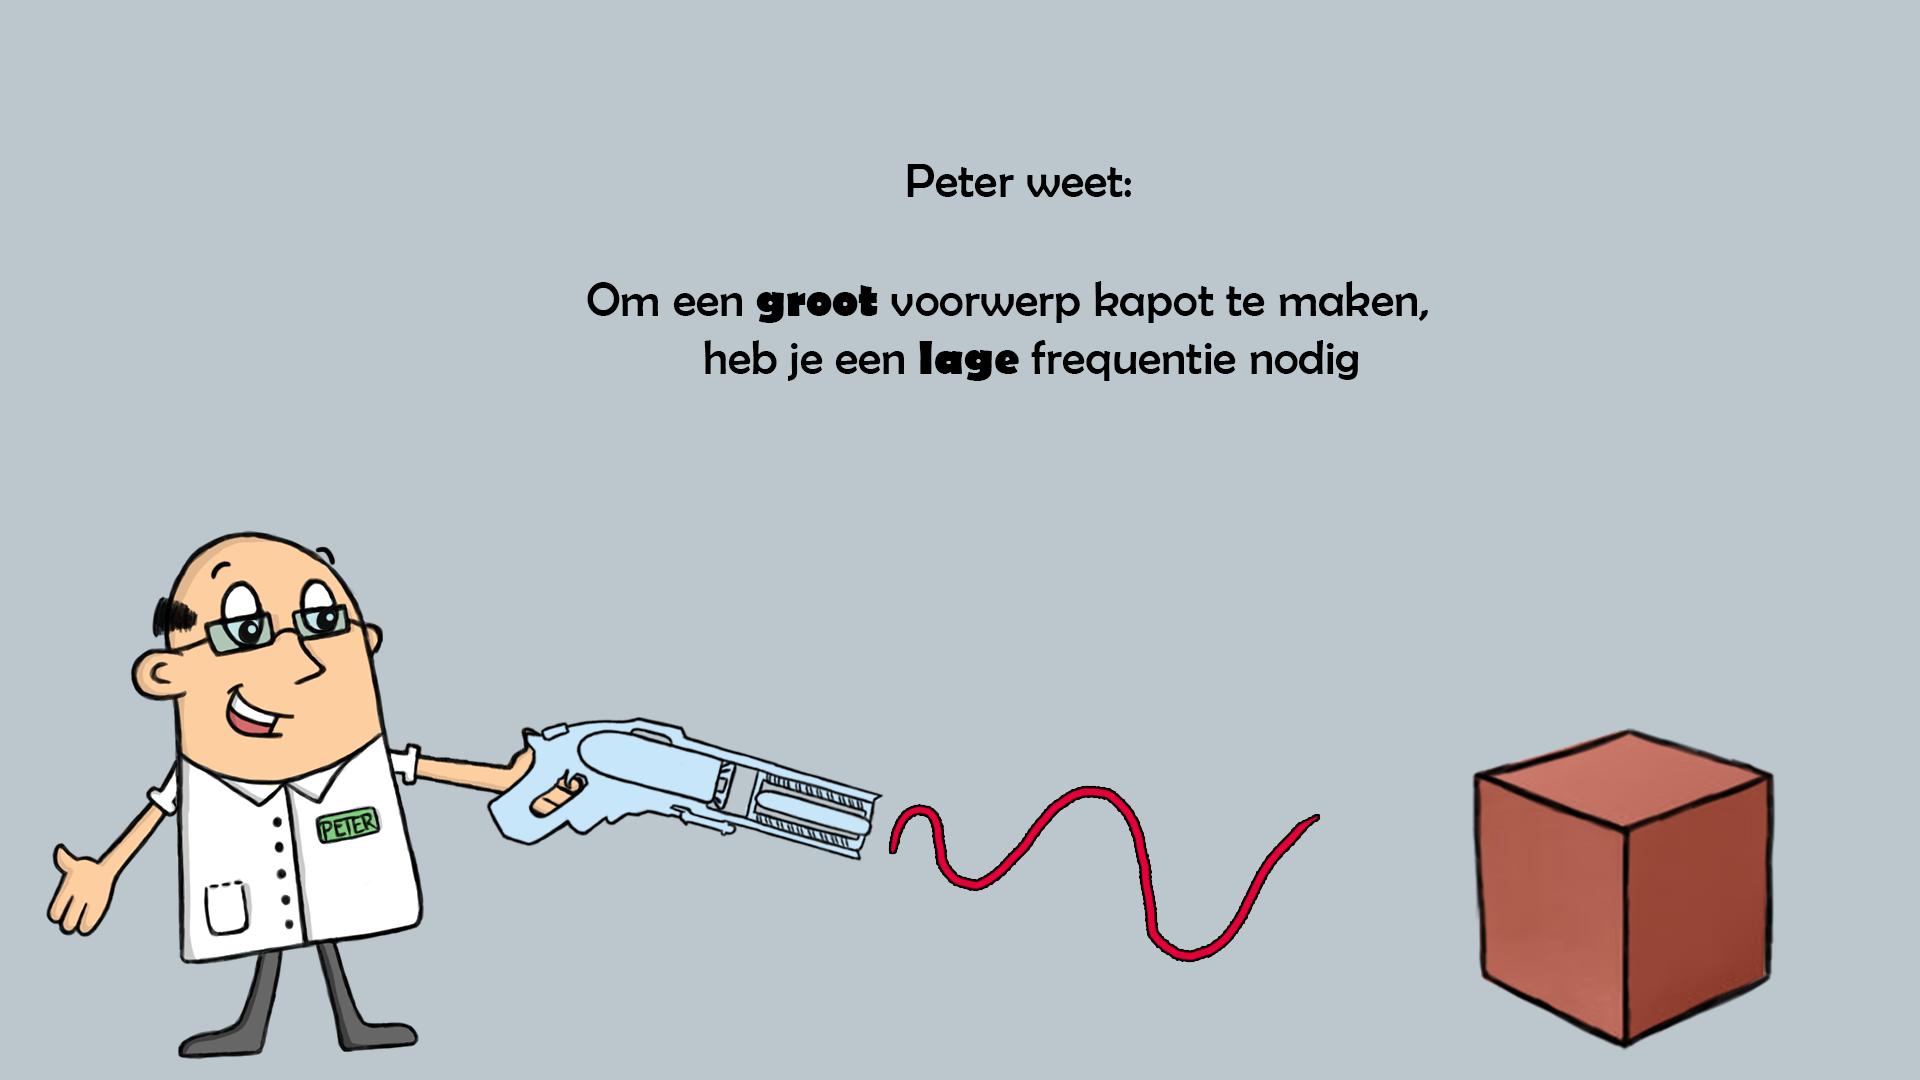 Peter weet:
Om een groot voorwerp kapot te maken,
heb je een lage frequentie nodig
PETER